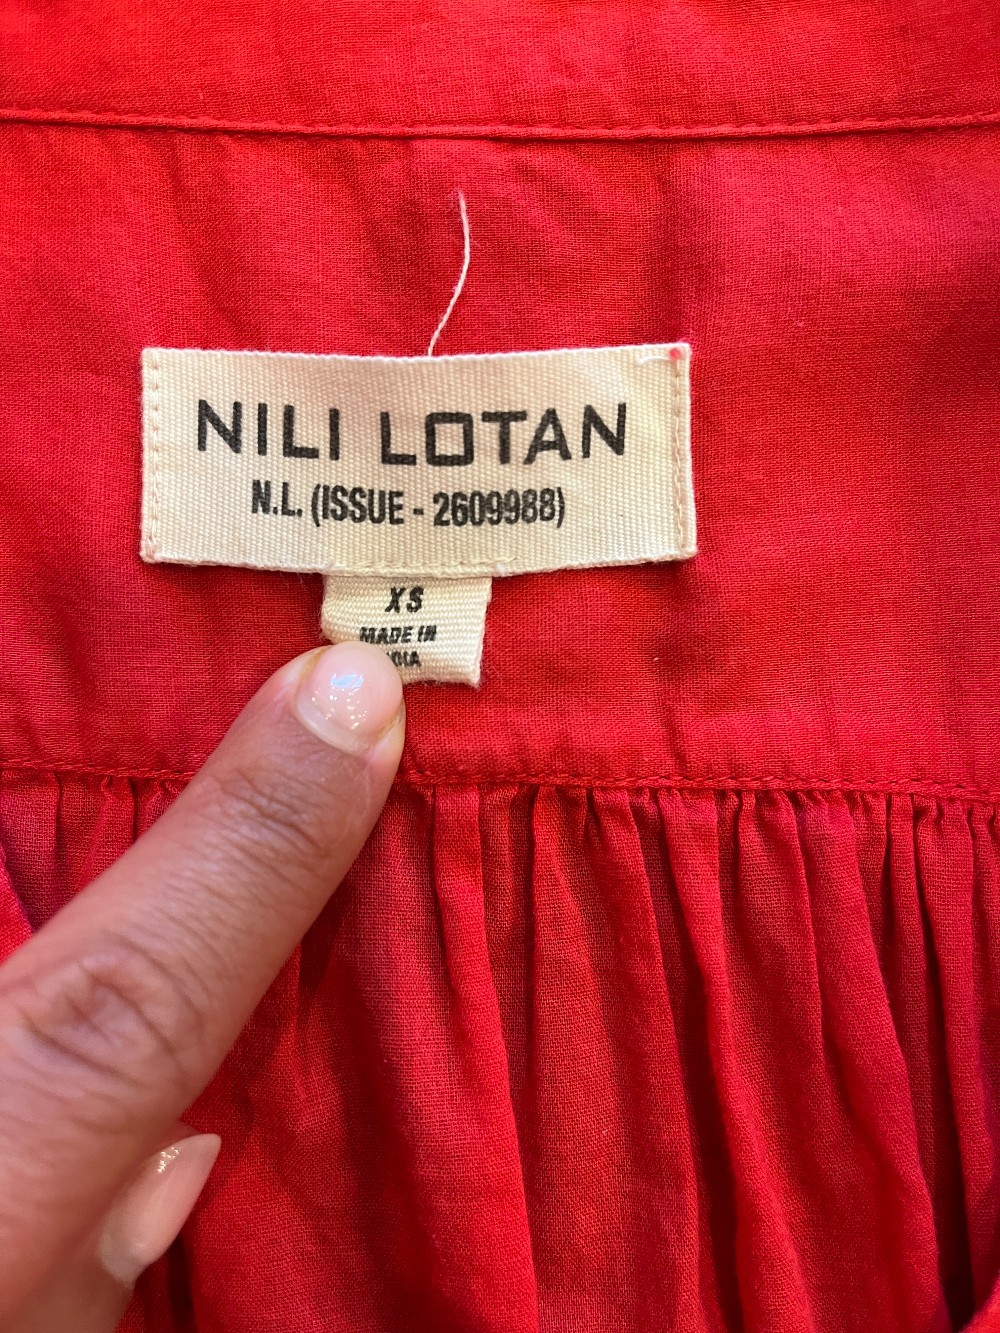 NILI LOTAN
N.L. (ISSUE - 2609988)
XS
MADE IN